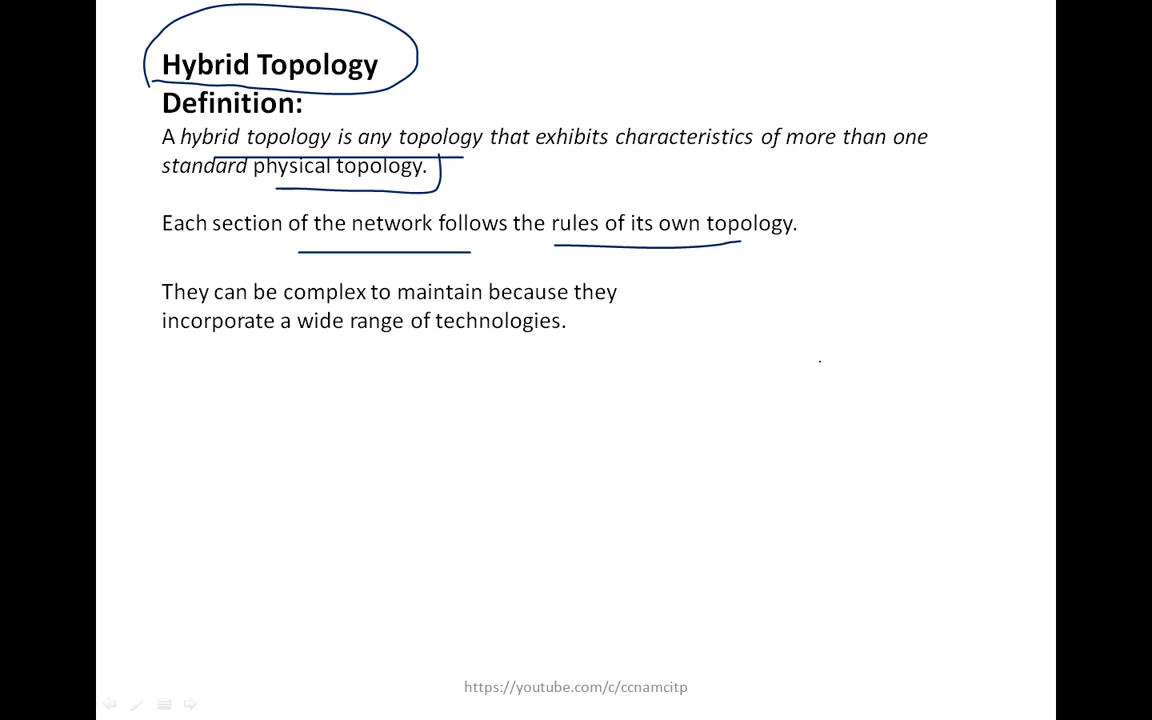 Hybrid Topology
Definition:
A hybrid topology is any topology that exhibits characteristics of more than one
standard physical topology.
Each section of the network follows the rules of its own topology.
They can be complex to maintain because they
incorporate a wide range of technologies.
https://youtube.com/c/ccnamcitp